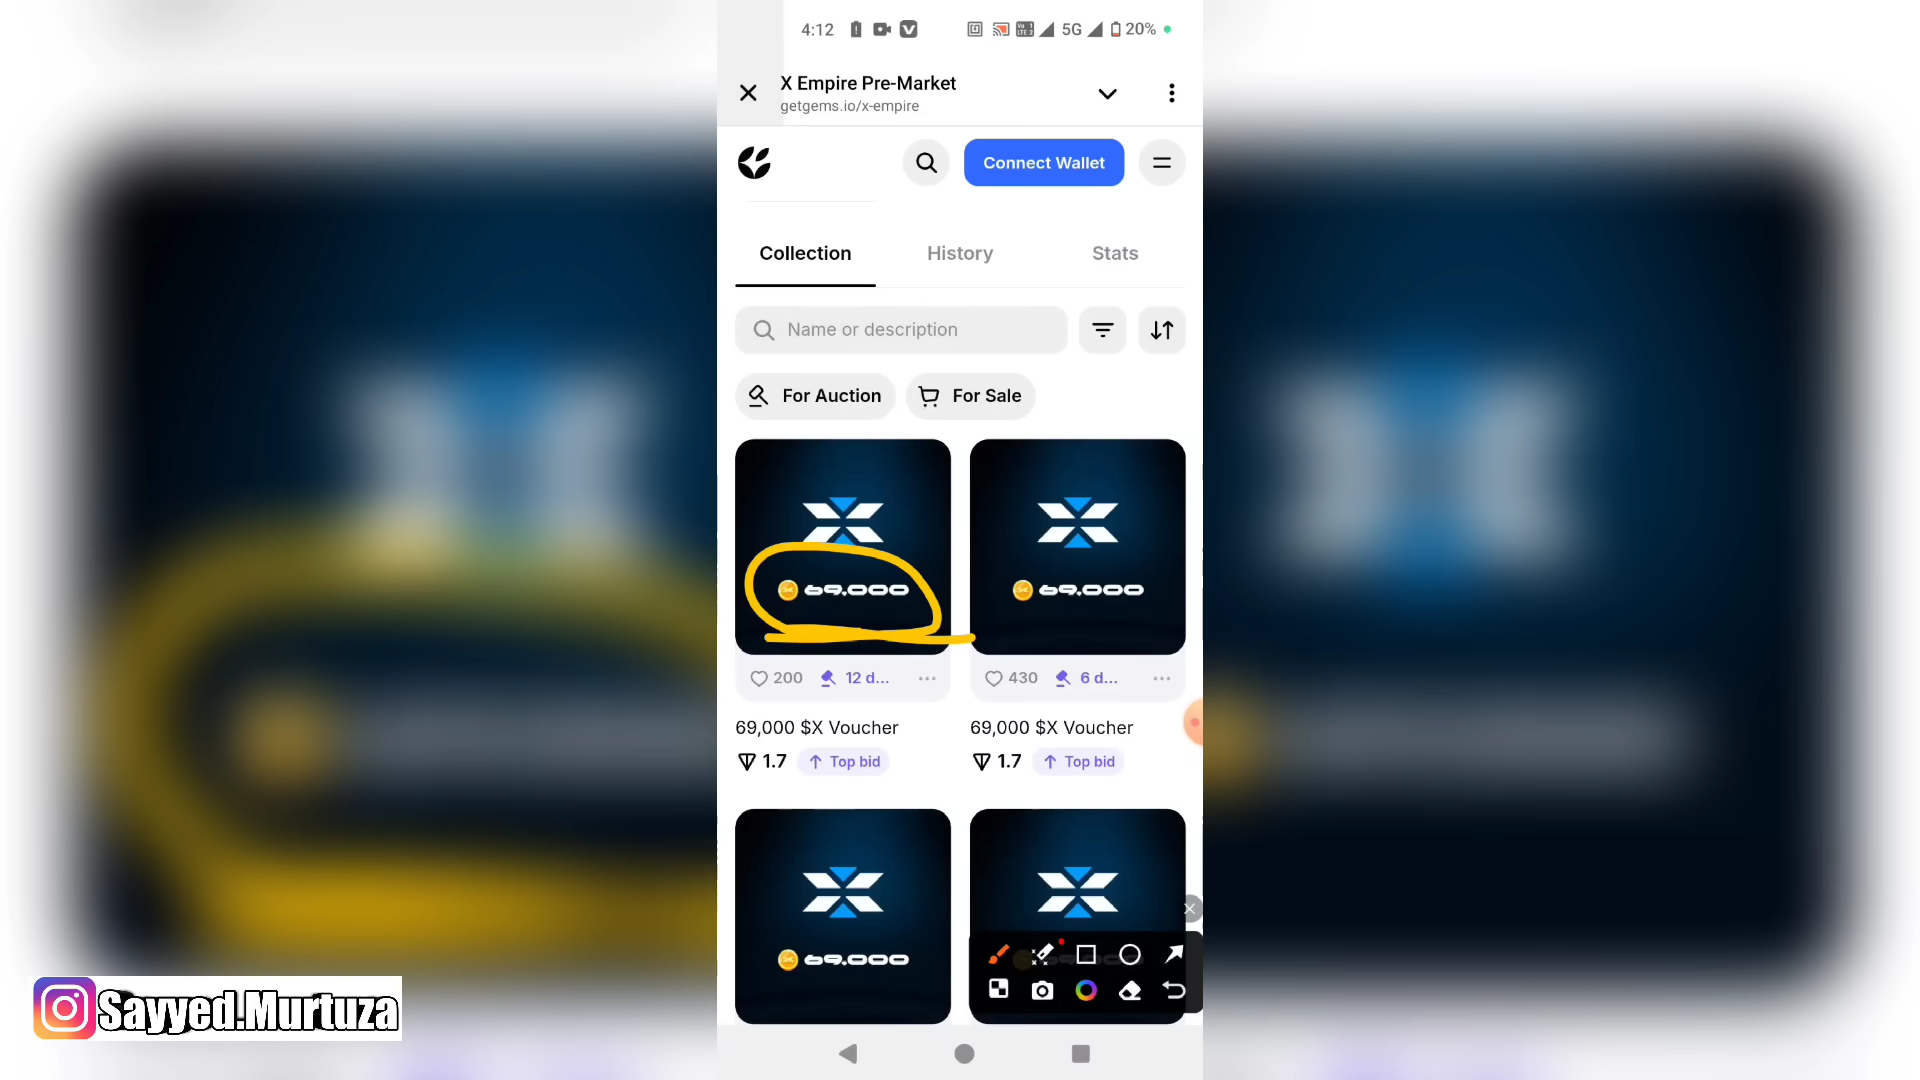 4:12
5G
20%
X Empire Pre-Market
getgems.io/x-empire
Connect Wallet
Collection
History
Stats
Name or description
For Auction
For Sale
69.000
69.000
200
12 d...
430
6 d...
69,000 $X Voucher
69,000 $X Voucher
1.7
Top bid
1.7
Top bid
69.000
Sayyed.Murtuza